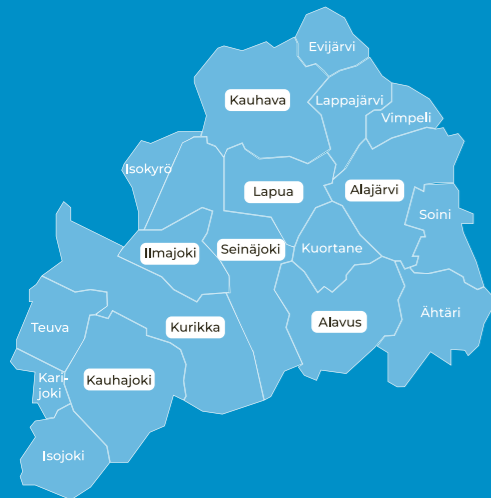 Evijärvi
Kauhava
Lappajärvi
Vimpeli
Isokyrö
Lapua
Alajärvi
Soini
Ilmajoki
Seinäjoki
Kuortane
Teuva
Kurikka
Alavus
Ähtäri
Kari-
joki
Kauhajoki
Isojoki